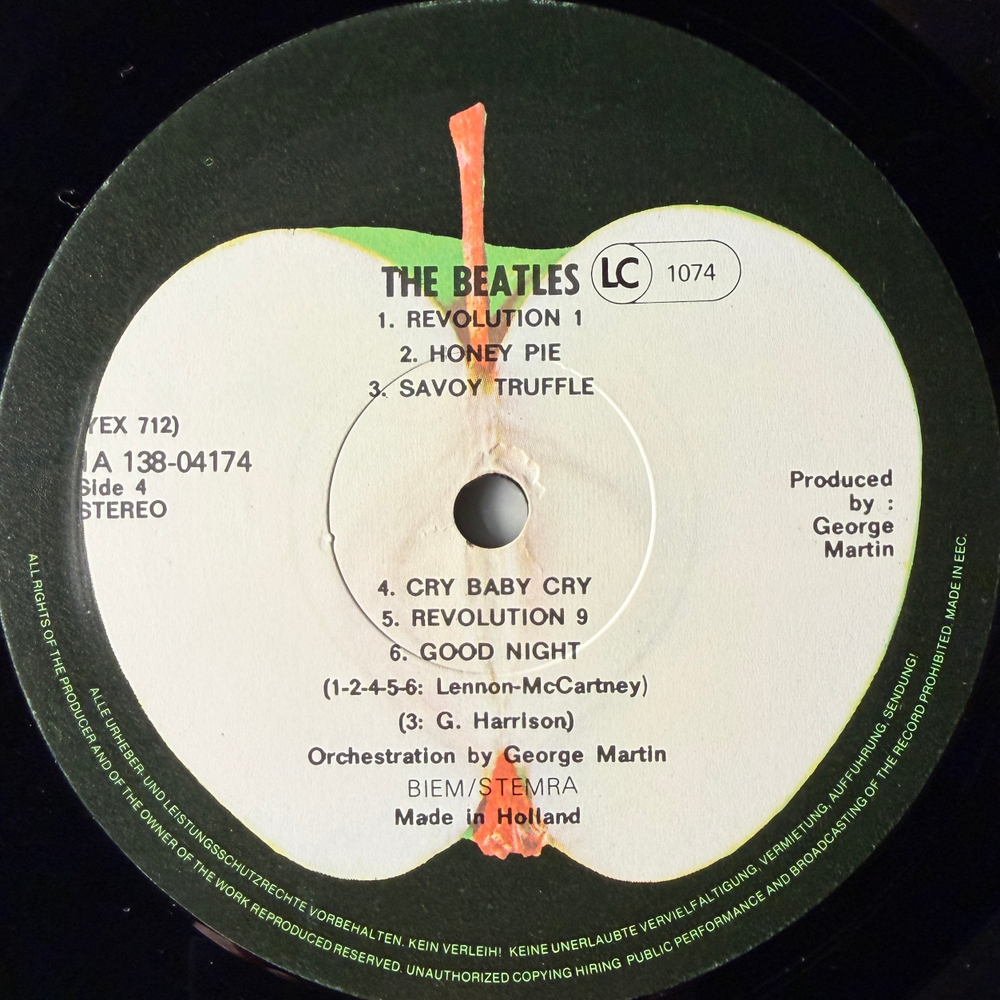 THE BEATLES LC 1074
1. REVOLUTION 1
2. HONEY PIE
3. SAVOY TRUFFLE
YEX 712)
1A 138-04174
Side 4
STEREO
Produced
by :
George
Martin
4. CRY BABY CRY
5. REVOLUTION 9
6. GOOD NIGHT
(1-2-4-5-6: Lennon-McCartney)
(3: G. Harrison)
Orchestration by George Martin
BIEM/STEMRA
Made in Holland
ALLE URHEBER- UND LEISTUNGSSCHUTZRECHTE VORBEHALTEN. KEIN VERLEIH! KEINE UNERLAUBTE VERVIELFÄLTIGUNG, VERMIETUNG, AUFFÜHRUNG, SENDUNG!
ALL RIGHTS OF THE PRODUCER AND OF THE OWNER OF THE WORK REPRODUCED RESERVED. UNAUTHORIZED COPYING HIRING PUBLIC PERFORMANCE AND BROADCASTING OF THE RECORD PROHIBITED. MADE IN EEC.